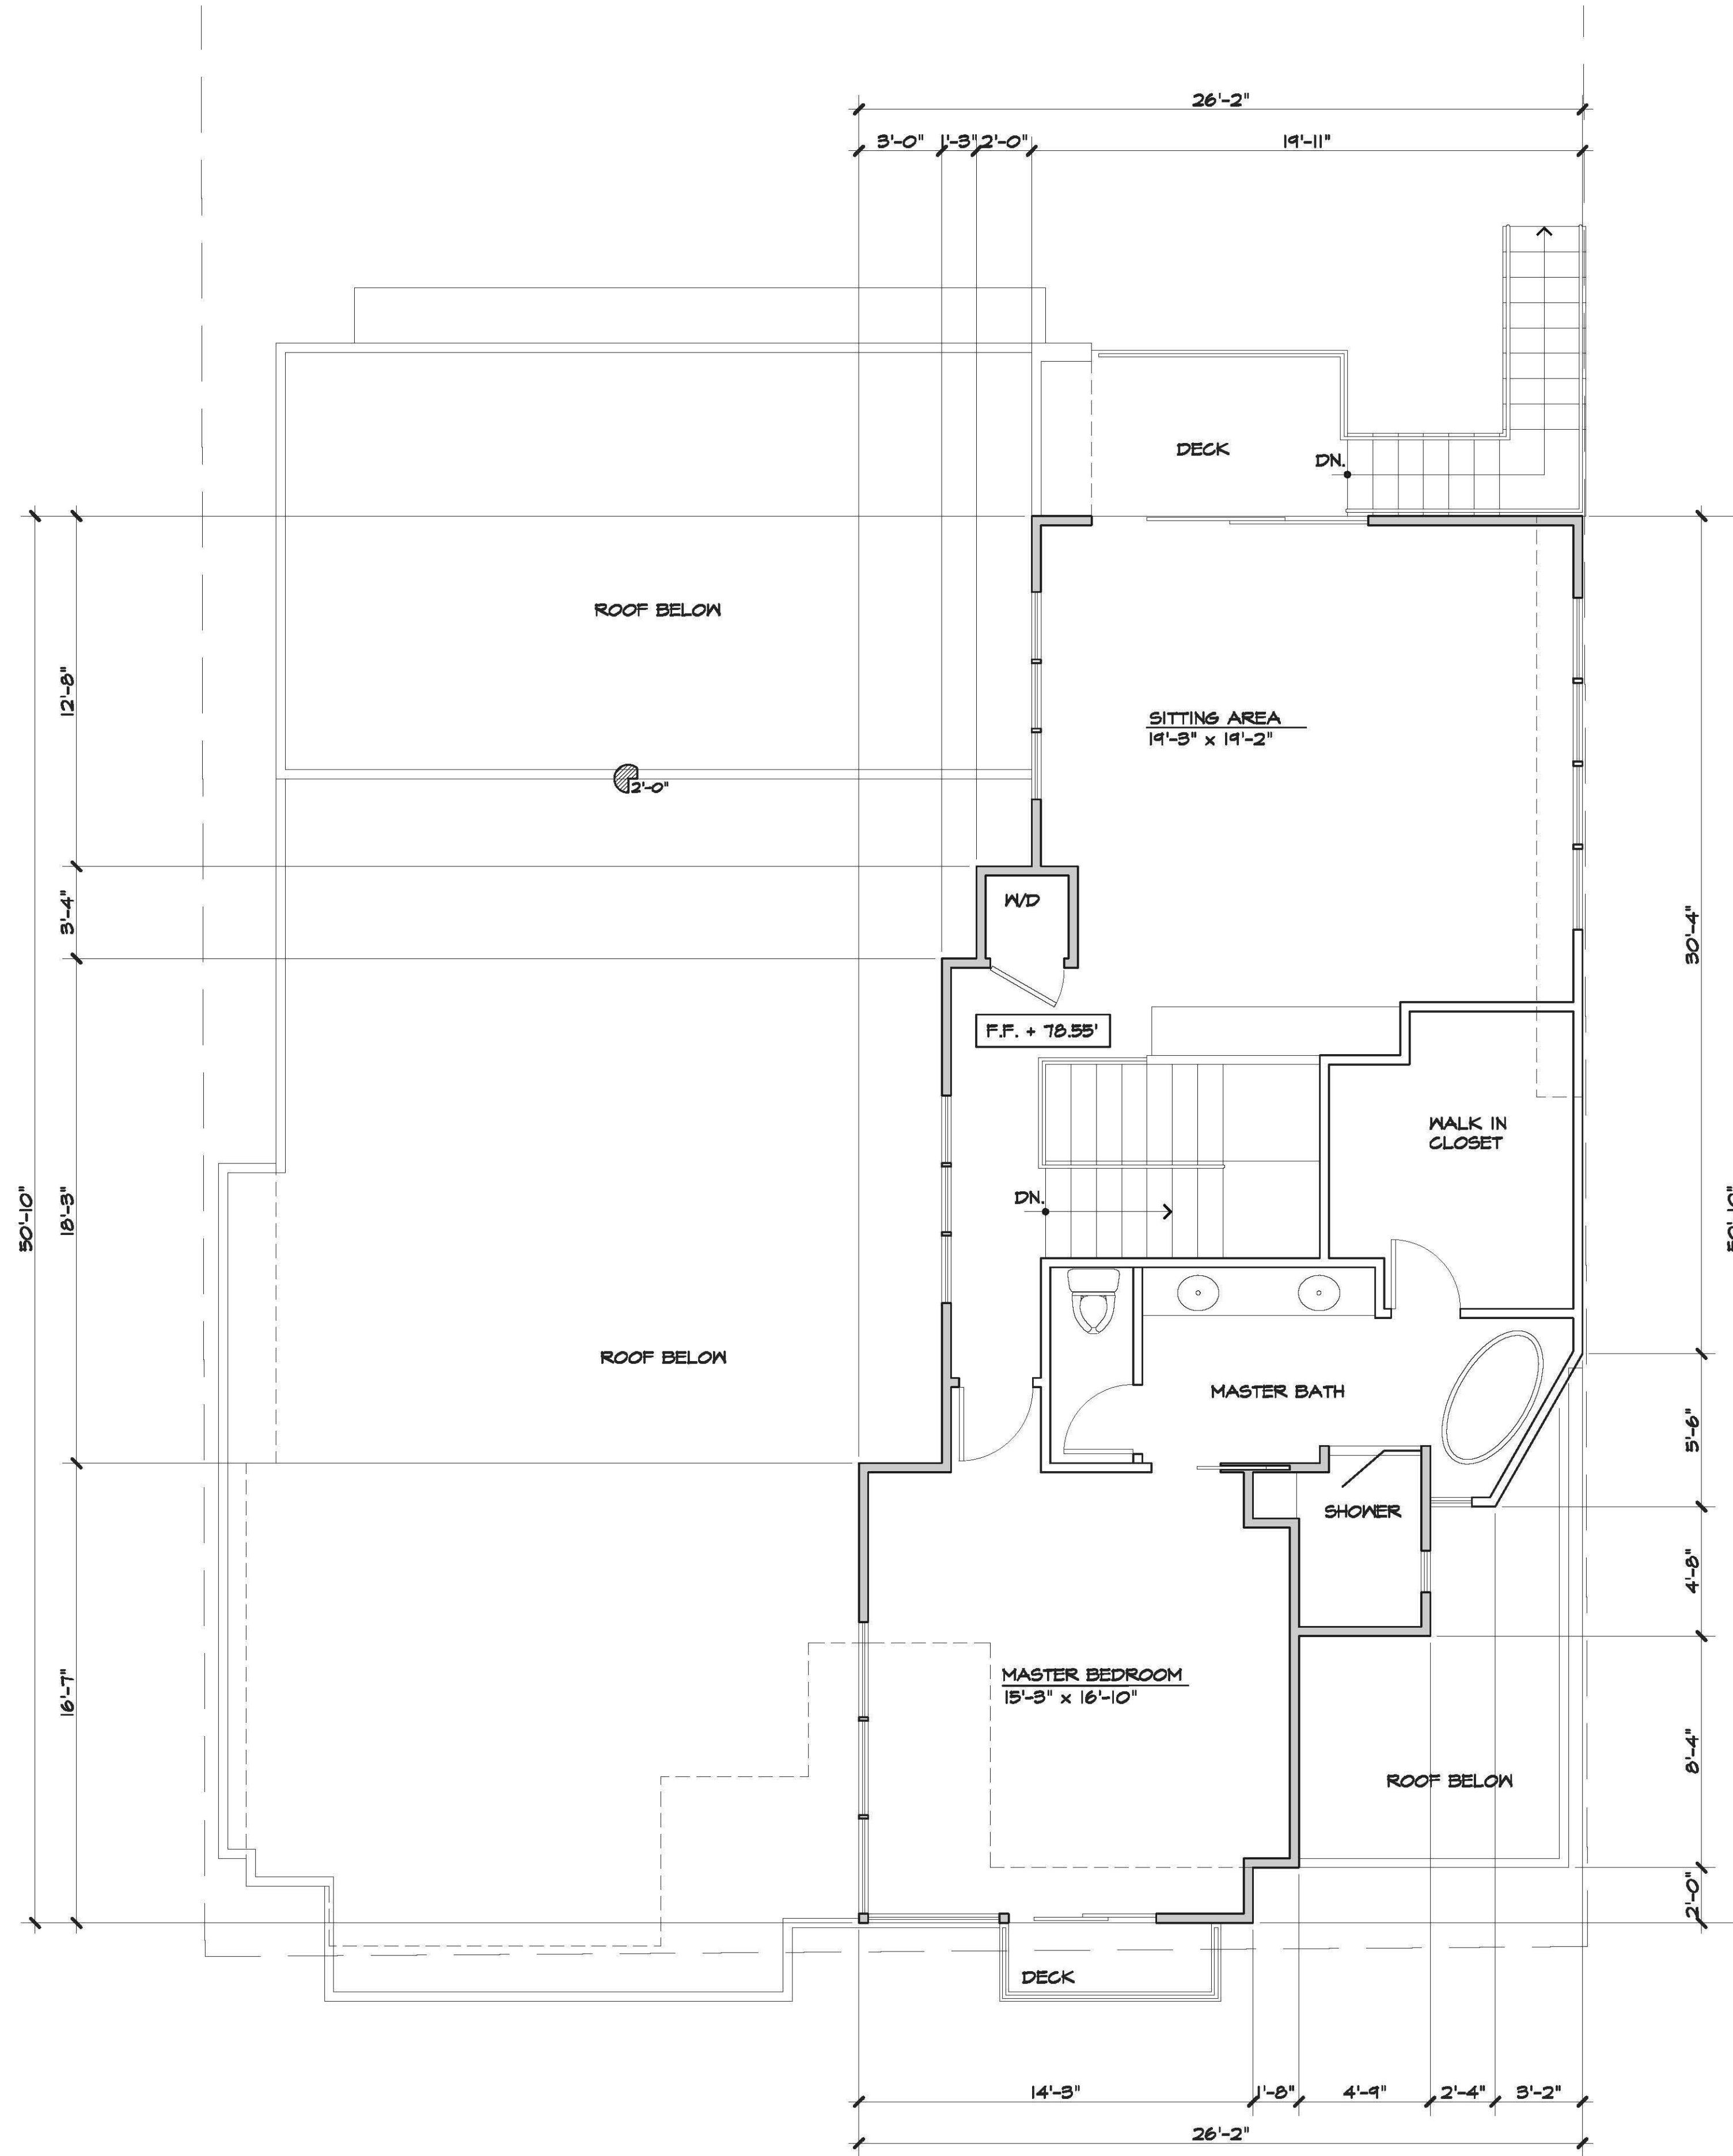 26'-2"
3'-0" 1'-3" 2'-0" 19'-11"
DECK
DN.
ROOF BELOW
12'-8"
SITTING AREA
19'-3" x 19'-2"
2'-0"
W/D
3'-4"
30'-4"
F.F. + 78.55'
WALK IN
CLOSET
DN.
50'-10"
18'-3"
50'-10"
ROOF BELOW
MASTER BATH
5'-6"
SHOWER
4'-8"
16'-7"
MASTER BEDROOM
15'-3" x 16'-10"
8'-4"
ROOF BELOW
2'-0"
DECK
14'-3" 1'-8" 4'-9" 2'-4" 3'-2"
26'-2"